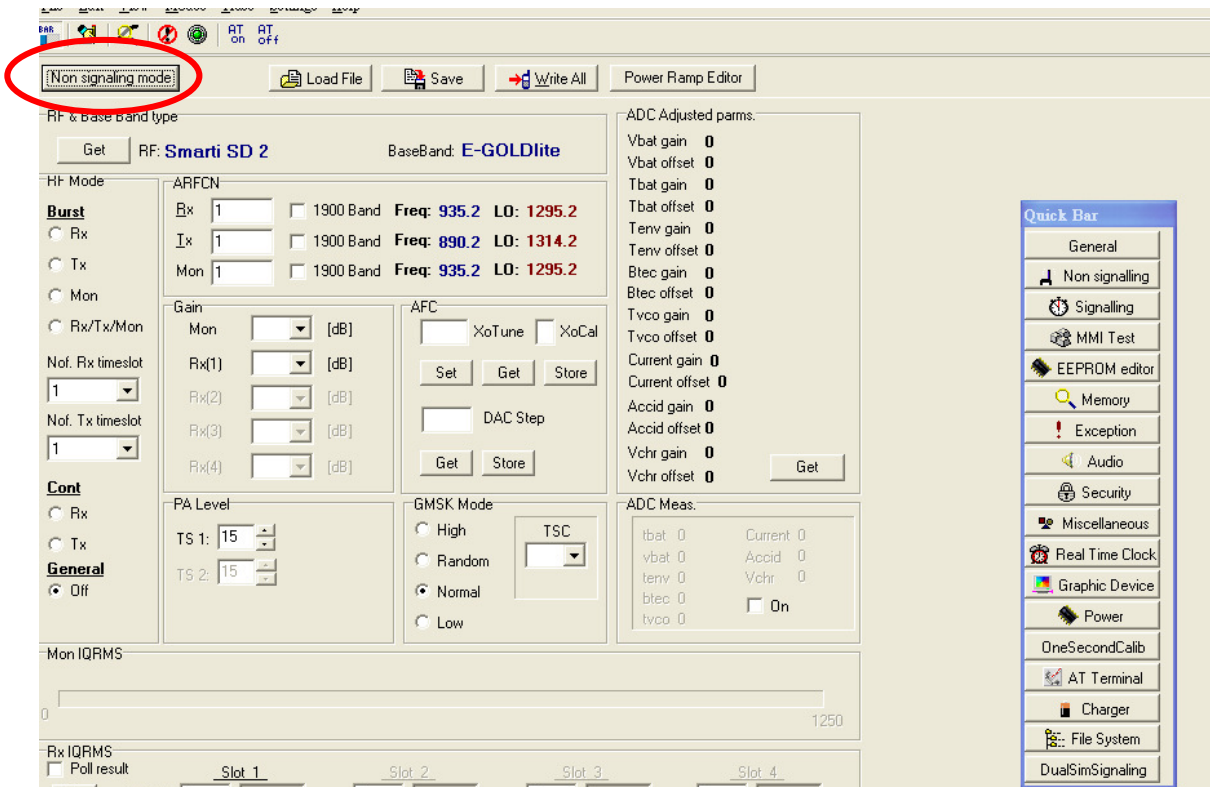 BAR AT on AT off
Non signaling mode Load File Save Write All Power Ramp Editor
RF & Base Band type
Get RF: Smarti SD 2 BaseBand: E-GOLDlite
RF Mode
Burst
Rx
Tx
Mon
Rx/Tx/Mon
Nof. Rx timeslot
1
Nof. Tx timeslot
1
Cont
Rx
Tx
General
Off
ARFCN
Rx 1 1900 Band Freq: 935.2 LO: 1295.2
Tx 1 1900 Band Freq: 890.2 LO: 1314.2
Mon 1 1900 Band Freq: 935.2 LO: 1295.2
Gain
Mon [dB]
Rx(1) [dB]
Rx(2) [dB]
Rx(3) [dB]
Rx(4) [dB]
AFC
XoTune XoCal
Set Get Store
DAC Step
Get Store
PA Level
TS 1: 15
TS 2: 15
GMSK Mode
High
Random
Normal
Low
TSC
ADC Adjusted parms.
Vbat gain 0
Vbat offset 0
Tbat gain 0
Tbat offset 0
Tenv gain 0
Tenv offset 0
Btec gain 0
Btec offset 0
Tvco gain 0
Tvco offset 0
Current gain 0
Current offset 0
Accid gain 0
Accid offset 0
Vchr gain 0
Vchr offset 0
Get
ADC Meas.
tbat 0 Current 0
vbat 0 Accid 0
tenv 0 Vchr 0
btec 0
tvco 0
On
Mon IQRMS
0 1250
Rx IQRMS
Poll result Slot 1 Slot 2 Slot 3 Slot 4
Quick Bar
General
Non signalling
Signalling
MMI Test
EEPROM editor
Memory
Exception
Audio
Security
Miscellaneous
Real Time Clock
Graphic Device
Power
OneSecondCalib
AT Terminal
Charger
File System
DualSimSignaling